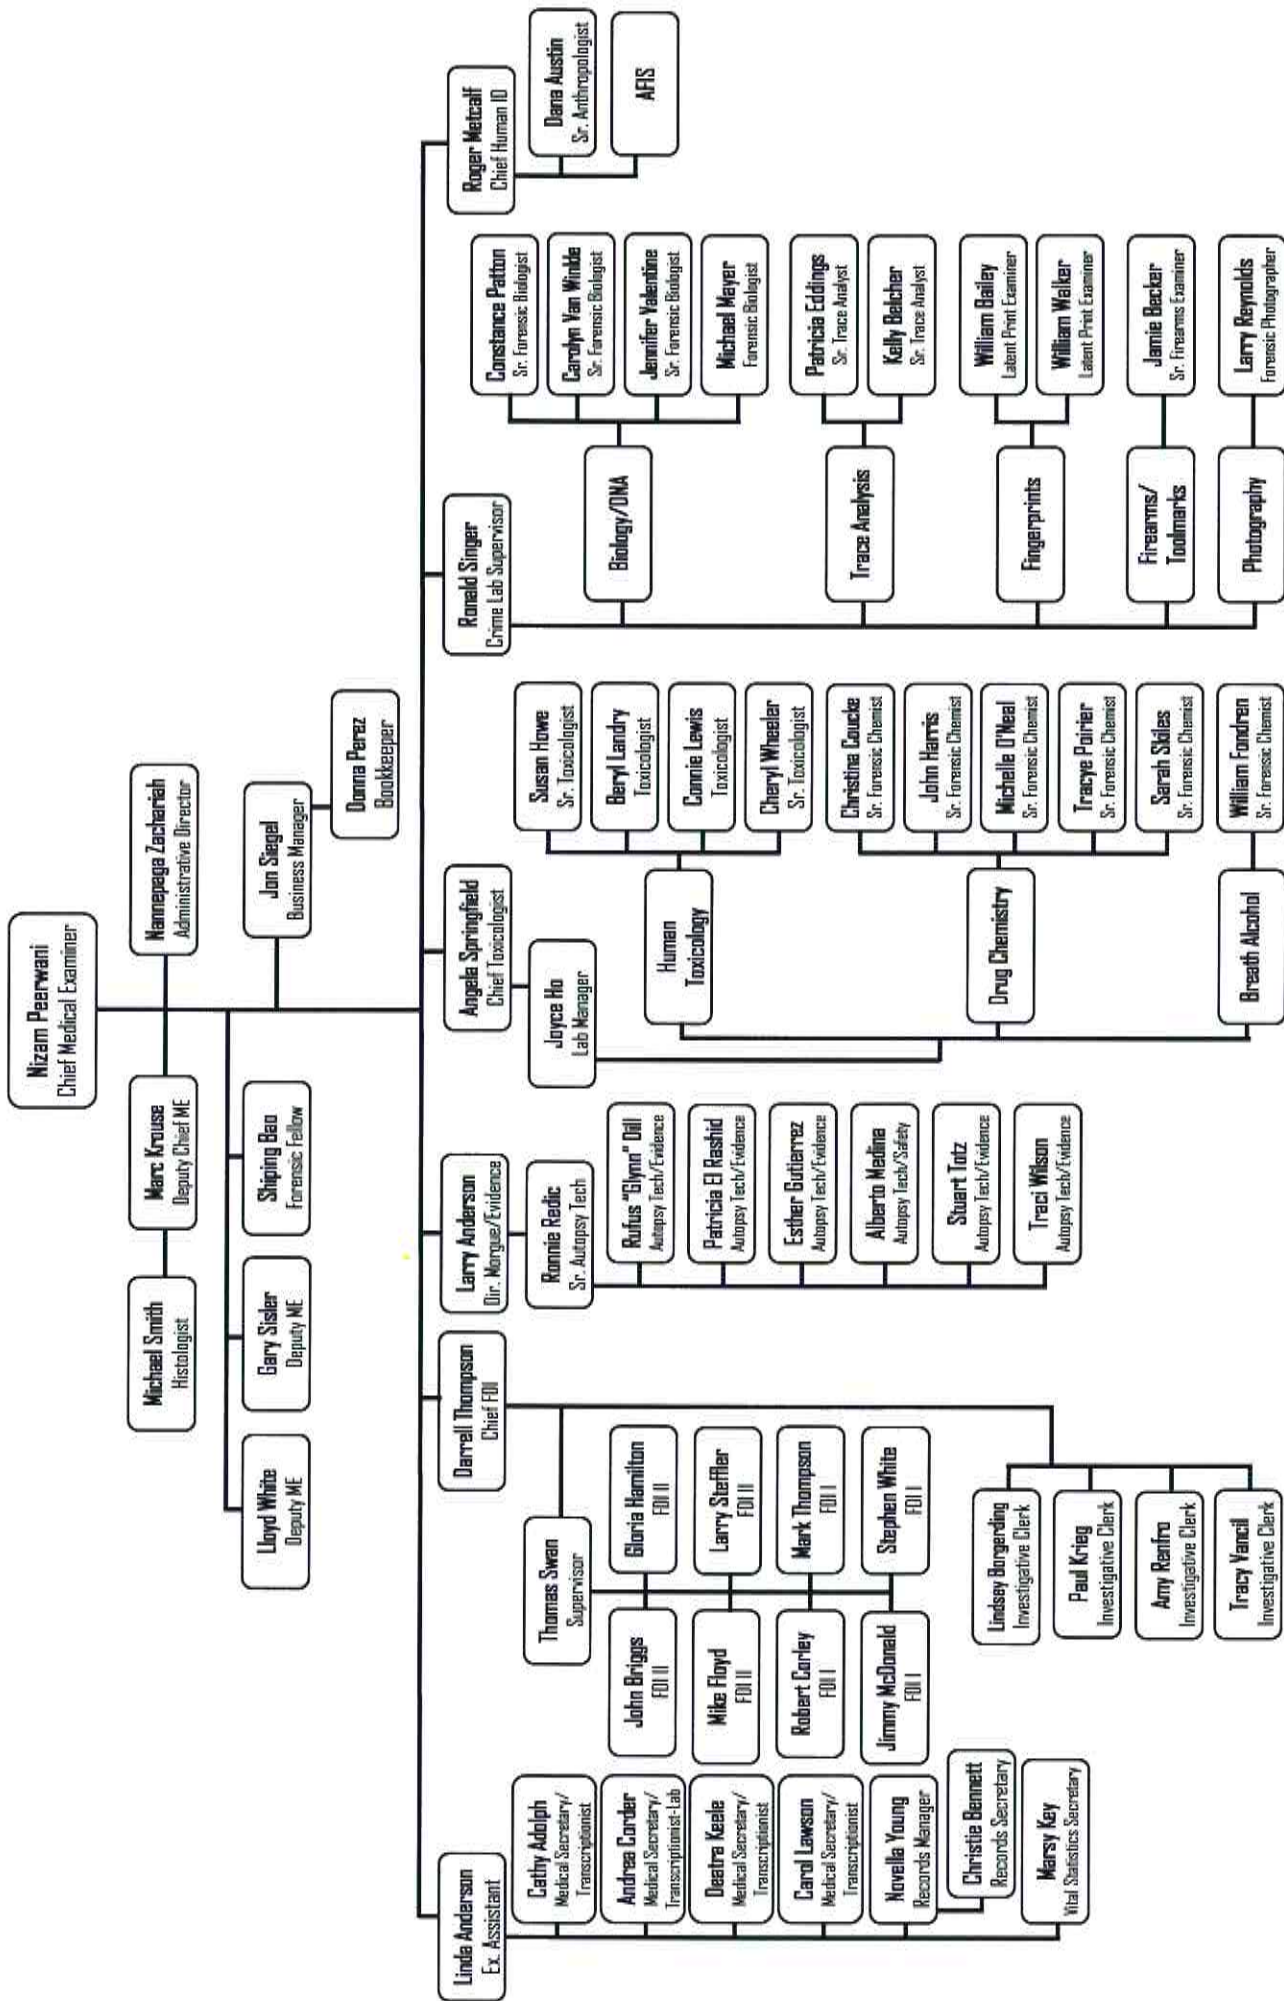 Nizam Peerwani
Chief Medical Examiner
Michael Smith
Histologist
Marc Krouse
Deputy Chief ME
Nannepaga Zachariah
Administrative Director
Lloyd White
Deputy ME
Gary Sisler
Deputy ME
Shiping Bao
Forensic Fellow
Jon Siegel
Business Manager
Donna Perez
Bookkeeper
Linda Anderson
Ex. Assistant
Cathy Adolph
Medical Secretary/
Transcriptionist
Andrea Corder
Medical Secretary/
Transcriptionist-Lab
Deatra Keele
Medical Secretary/
Transcriptionist
Carol Lawson
Medical Secretary/
Transcriptionist
Novella Young
Records Manager
Christie Bennett
Records Secretary
Marsy Key
Vital Statistics Secretary
Darrell Thompson
Chief FDI
Thomas Swan
Supervisor
John Briggs
FDI II
Gloria Hamilton
FDI II
Mike Floyd
FDI II
Larry Steffler
FDI II
Robert Corley
FDI I
Mark Thompson
FDI I
Jimmy McDonald
FDI I
Stephen White
FDI I
Lindsey Borgerding
Investigative Clerk
Paul Krieg
Investigative Clerk
Amy Renfro
Investigative Clerk
Tracy Vancil
Investigative Clerk
Larry Anderson
Dir. Morgue/Evidence
Ronnie Redic
Sr. Autopsy Tech
Rufus "Glynn" Dill
Autopsy Tech/Evidence
Patricia El Rashid
Autopsy Tech/Evidence
Esther Gutierrez
Autopsy Tech/Evidence
Alberto Medina
Autopsy Tech/Safety
Stuart Totz
Autopsy Tech/Evidence
Traci Wilson
Autopsy Tech/Evidence
Angela Springfield
Chief Toxicologist
Joyce Ho
Lab Manager
Human
Toxicology
Susan Howe
Sr. Toxicologist
Beryl Landry
Toxicologist
Connie Lewis
Toxicologist
Cheryl Wheeler
Sr. Toxicologist
Drug Chemistry
Christina Coucke
Sr. Forensic Chemist
John Harris
Sr. Forensic Chemist
Michelle O'Neal
Sr. Forensic Chemist
Tracye Poirier
Sr. Forensic Chemist
Sarah Skiles
Sr. Forensic Chemist
Breath Alcohol
William Fondren
Sr. Forensic Chemist
Ronald Singer
Crime Lab Supervisor
Biology/DNA
Constance Patton
Sr. Forensic Biologist
Carolyn Van Winkle
Sr. Forensic Biologist
Jennifer Valentine
Sr. Forensic Biologist
Michael Mayer
Forensic Biologist
Trace Analysis
Patricia Eddings
Sr. Trace Analyst
Kelly Belcher
Sr. Trace Analyst
Fingerprints
William Bailey
Latent Print Examiner
William Walker
Latent Print Examiner
Firearms/
Toolmarks
Jamie Becker
Sr. Firearms Examiner
Photography
Larry Reynolds
Forensic Photographer
Roger Metcalf
Chief Human ID
Dana Austin
Sr. Anthropologist
AFIS